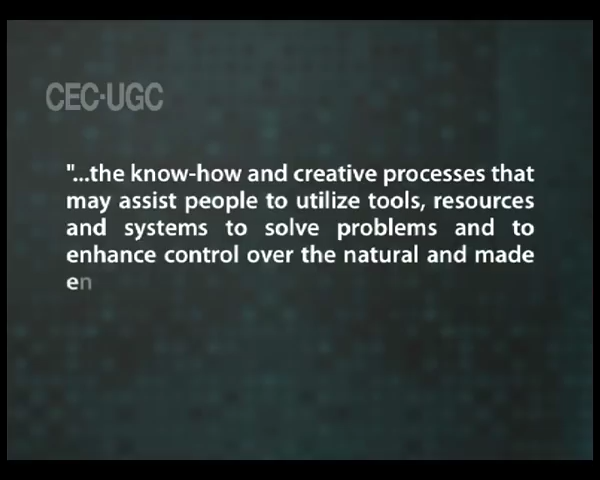 CEC-UGC
"...the know-how and creative processes that
may assist people to utilize tools, resources
and systems to solve problems and to
enhance control over the natural and made
en